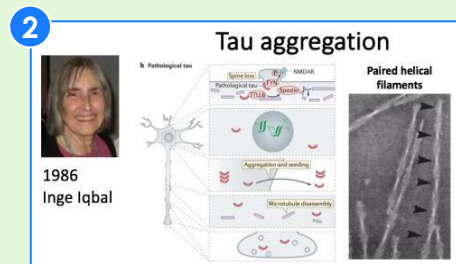 2
Tau aggregation
b Pathological tau
Spine loss
NMDAR
P
FYN
Pathological tau
TTLL6
Spastin
Paired helical
filaments
Aggregation and seeding
Microtubule disassembly
1986
Inge Iqbal